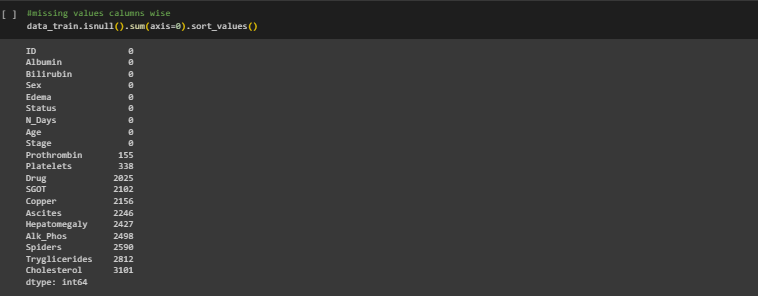 [ ] #missing values calumns wise
data_train.isnull().sum(axis=0).sort_values()
ID 0
Albumin 0
Bilirubin 0
Sex 0
Edema 0
Status 0
N_Days 0
Age 0
Stage 0
Prothrombin 155
Platelets 338
Drug 2025
SGOT 2102
Copper 2156
Ascites 2246
Hepatomegaly 2427
Alk_Phos 2498
Spiders 2590
Tryglicerides 2812
Cholesterol 3101
dtype: int64